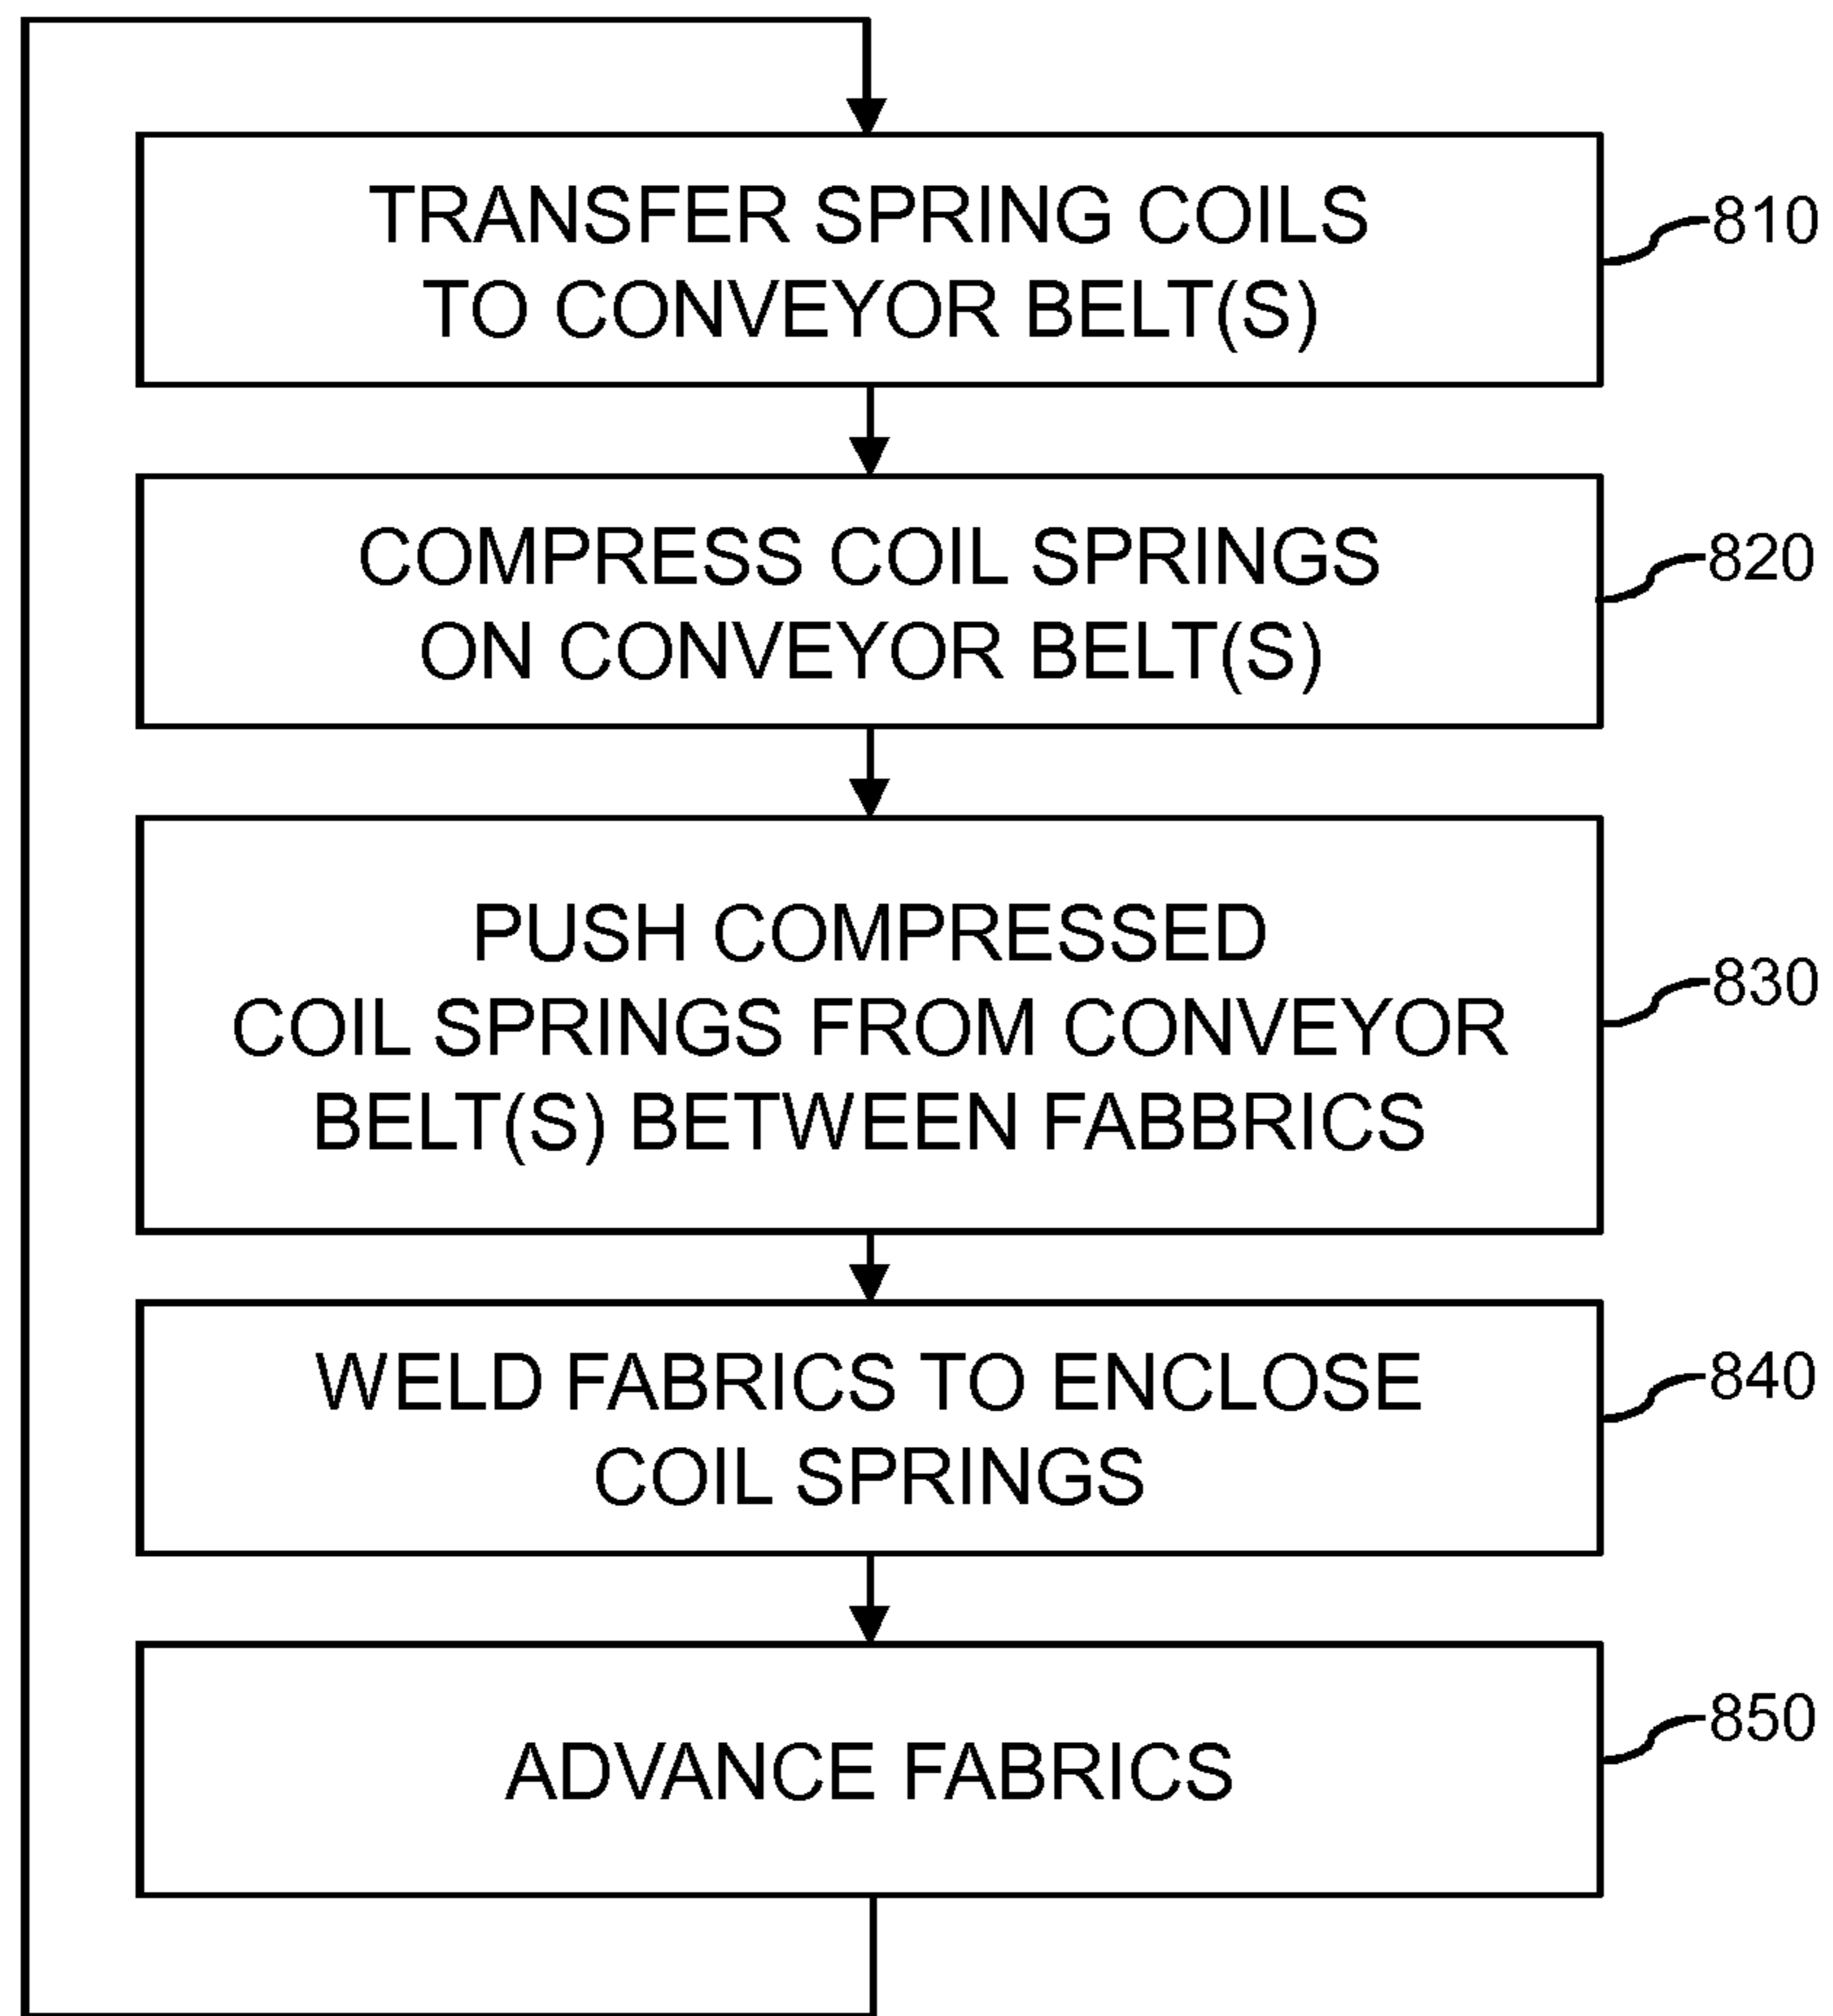 TRANSFER SPRING COILS
TO CONVEYOR BELT(S)
810
COMPRESS COIL SPRINGS
ON CONVEYOR BELT(S)
820
PUSH COMPRESSED
COIL SPRINGS FROM CONVEYOR
BELT(S) BETWEEN FABBRICS
830
WELD FABRICS TO ENCLOSE
COIL SPRINGS
840
ADVANCE FABRICS
850